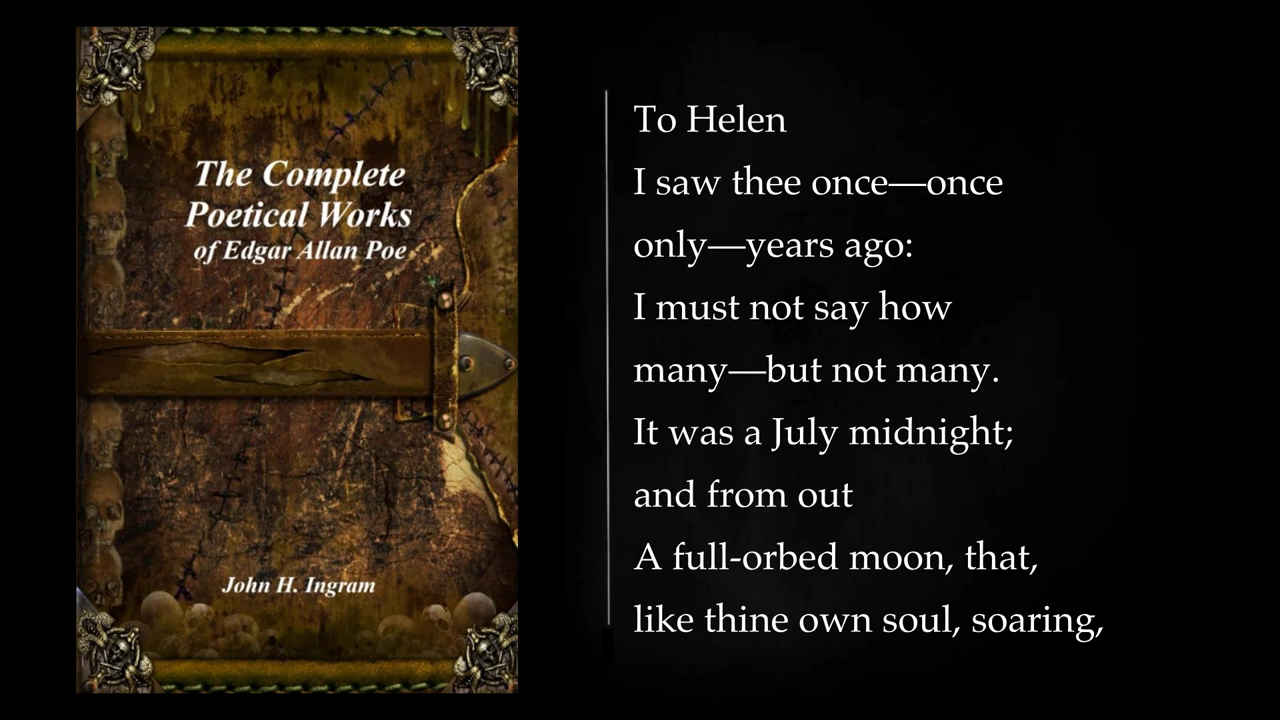 The Complete
Poetical Works
of Edgar Allan Poe
John H. Ingram
To Helen
I saw thee once—once
only—years ago:
I must not say how
many—but not many.
It was a July midnight;
and from out
A full-orbed moon, that,
like thine own soul, soaring,